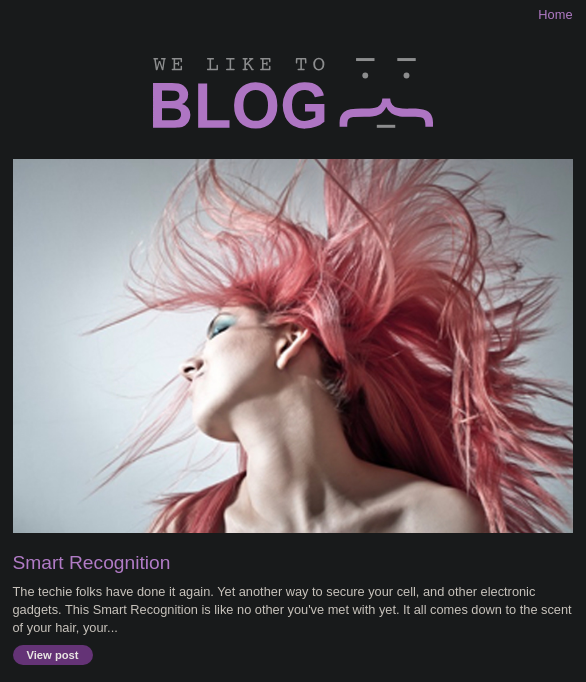 Home
WE LIKE TO
BLOG
Smart Recognition
The techie folks have done it again. Yet another way to secure your cell, and other electronic
gadgets. This Smart Recognition is like no other you've met with yet. It all comes down to the scent
of your hair, your...
View post